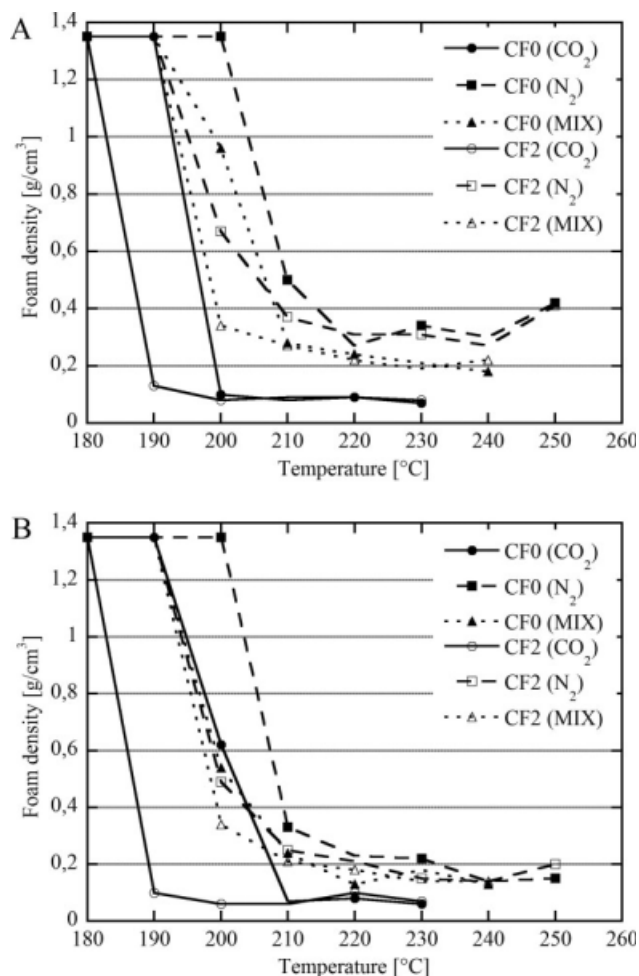 A
1,4
1,2
1
0,8
0,6
0,4
0,2
0
Foam density [g/cm³]
CF0 (CO₂)
CF0 (N₂)
CF0 (MIX)
CF2 (CO₂)
CF2 (N₂)
CF2 (MIX)
180 190 200 210 220 230 240 250 260
Temperature [°C]
B
1,4
1,2
1
0,8
0,6
0,4
0,2
0
Foam density [g/cm³]
CF0 (CO₂)
CF0 (N₂)
CF0 (MIX)
CF2 (CO₂)
CF2 (N₂)
CF2 (MIX)
180 190 200 210 220 230 240 250 260
Temperature [°C]